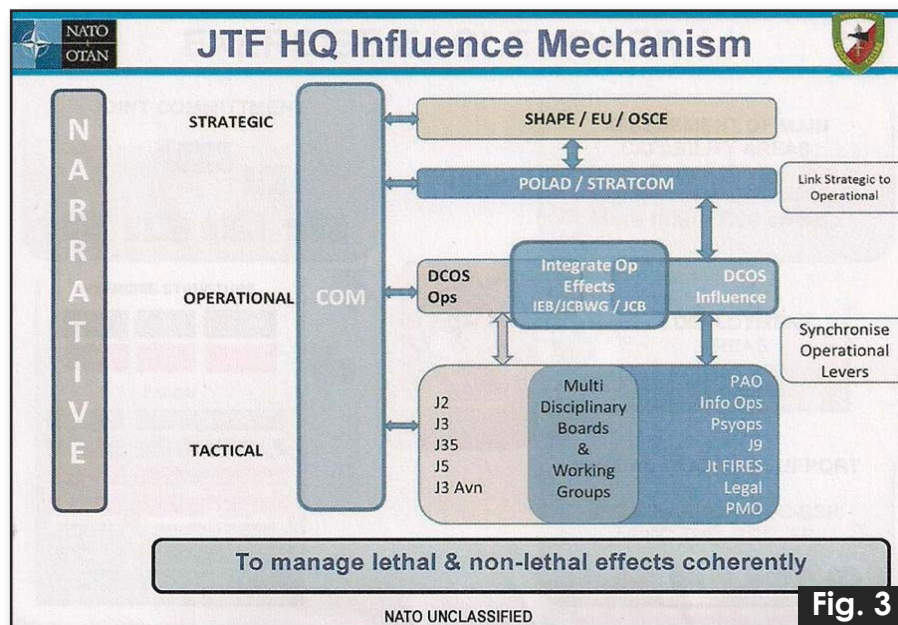 NATO
OTAN
JTF HQ Influence Mechanism
NARRATIVE
STRATEGIC
OPERATIONAL
TACTICAL
COM
SHAPE / EU / OSCE
POLAD / STRATCOM
Link Strategic to
Operational
DCOS
Ops
Integrate Op
Effects
IEB/JCBWG / JCB
DCOS
Influence
Synchronise
Operational
Levers
J2
J3
J35
J5
J3 Avn
Multi
Disciplinary
Boards
&
Working
Groups
PAO
Info Ops
Psyops
J9
Jt FIRES
Legal
PMO
To manage lethal & non-lethal effects coherently
NATO UNCLASSIFIED
Fig. 3